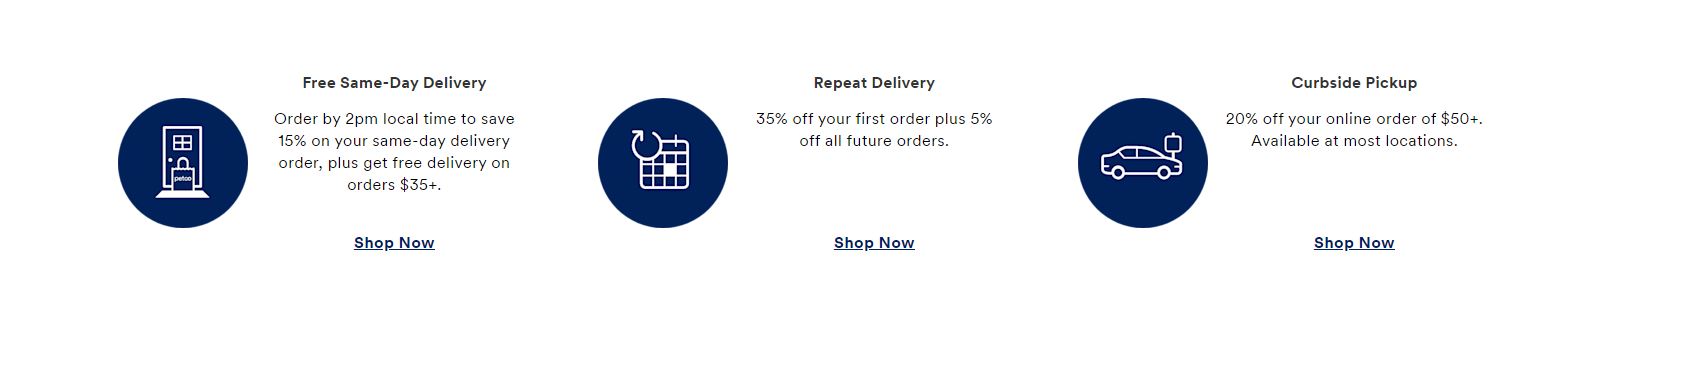 Free Same-Day Delivery
Order by 2pm local time to save
15% on your same-day delivery
order, plus get free delivery on
orders $35+.
petco
Shop Now
Repeat Delivery
35% off your first order plus 5%
off all future orders.
Shop Now
Curbside Pickup
20% off your online order of $50+.
Available at most locations.
Shop Now